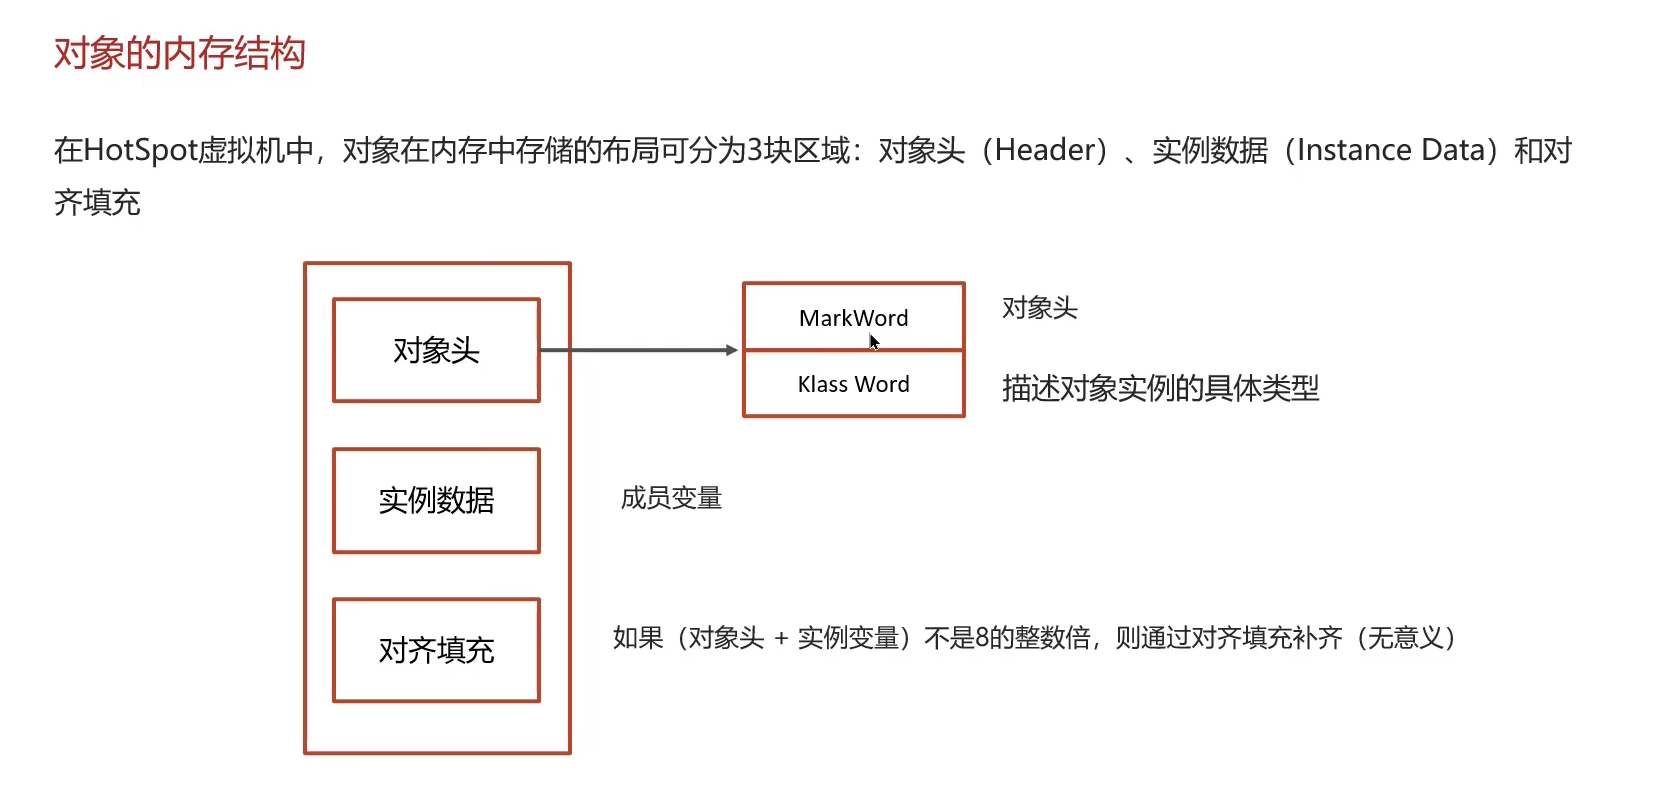 对象的内存结构
在HotSpot虚拟机中，对象在内存中存储的布局可分为3块区域：对象头（Header）、实例数据（Instance Data）和对
齐填充
对象头
MarkWord
对象头
Klass Word
描述对象实例的具体类型
实例数据
成员变量
对齐填充
如果（对象头 + 实例变量）不是8的整数倍，则通过对齐填充补齐（无意义）